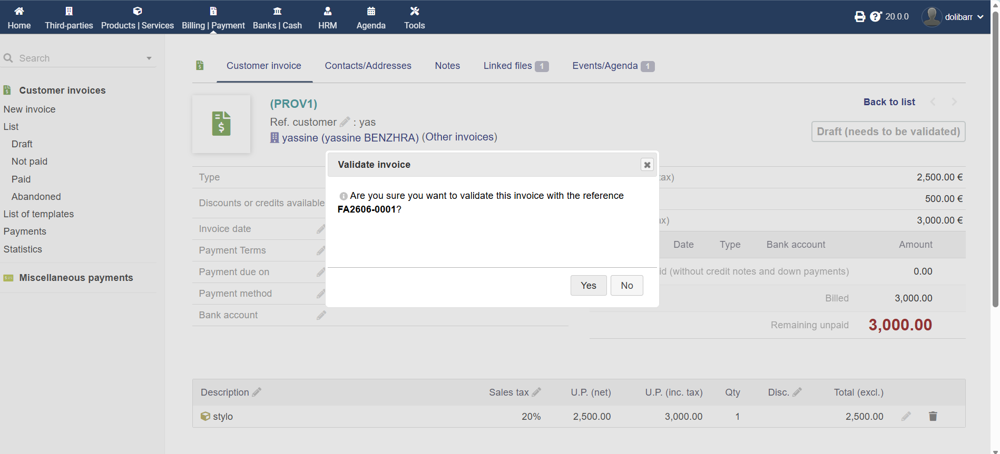 Home Third-parties Products | Services Billing | Payment Banks | Cash HRM Agenda Tools
20.0.0 dolibarr
Search
Customer invoices
New invoice
List
Draft
Not paid
Paid
Abandoned
List of templates
Payments
Statistics
Miscellaneous payments
Customer invoice Contacts/Addresses Notes Linked files 1 Events/Agenda 1
(PROV1)
Ref. customer : yas
yassine (yassine BENZHRA) (Other invoices)
Back to list
Draft (needs to be validated)
Validate invoice
Are you sure you want to validate this invoice with the reference
FA2606-0001?
Yes No
Type
Discounts or credits available
Invoice date
Payment Terms
Payment due on
Payment method
Bank account
tax) 2,500.00 €
500.00 €
ax) 3,000.00 €
Date Type Bank account Amount
id (without credit notes and down payments) 0.00
Billed 3,000.00
Remaining unpaid 3,000.00
Description Sales tax U.P. (net) U.P. (inc. tax) Qty Disc. Total (excl.)
stylo 20% 2,500.00 3,000.00 1 2,500.00